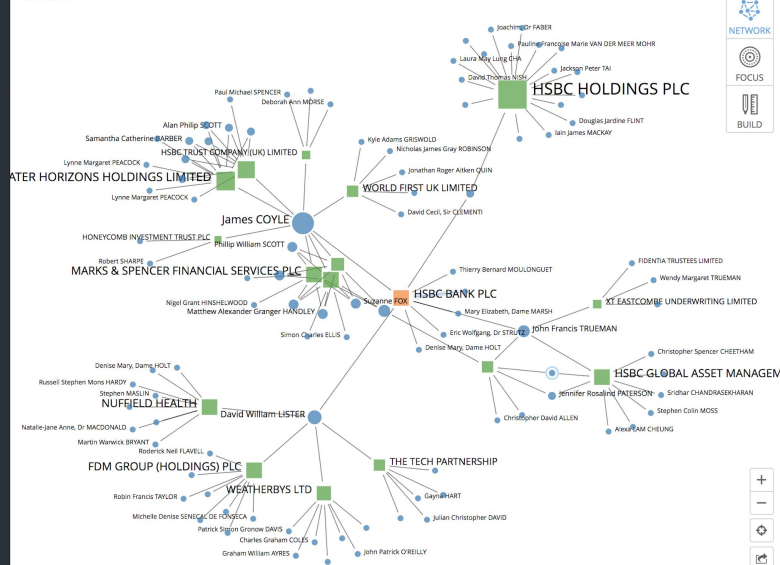 Joachim Dr FABER
Pauline Francoise Marie VAN DER MEER MOHR
NETWORK
Laura May Lung CHA
Jackson Peter TAI
David Thomas NISH
FOCUS
HSBC HOLDINGS PLC
Paul Michael SPENCER
Deborah Ann MORSE
BUILD
Alan Philip SCOTT
Douglas Jardine FLINT
Iain James MACKAY
Samantha Catherine BARBER
Kyle Adams GRISWOLD
HSBC TRUST COMPANY (UK) LIMITED
Nicholas James Gray ROBINSON
Lynne Margaret PEACOCK
Jonathan Roger Aitken QUIN
ATER HORIZONS HOLDINGS LIMITED
WORLD FIRST UK LIMITED
Lynne Margaret PEACOCK
David Cecil, Sir CLEMENTI
James COYLE
HONEYCOMB INVESTMENT TRUST PLC
Phillip William SCOTT
Robert SHARPE
FIDENTIA TRUSTEES LIMITED
MARKS & SPENCER FINANCIAL SERVICES PLC
Thierry Bernard MOULONGUET
Wendy Margaret TRUEMAN
HSBC BANK PLC
Nigel Grant HINSHELWOOD
Suzanne FOX
XT EASTCOMBE UNDERWRITING LIMITED
Matthew Alexander Granger HANDLEY
Mary Elizabeth, Dame MARSH
John Francis TRUEMAN
Simon Charles ELLIS
Eric Wolfgang, Dr STRUTZ
Denise Mary, Dame HOLT
Christopher Spencer CHEETHAM
Denise Mary, Dame HOLT
HSBC GLOBAL ASSET MANAGEM
Russell Stephen Mons HARDY
Stephen MASLIN
Jennifer Rosalind PATERSON
Sridhar CHANDRASEKHARAN
NUFFIELD HEALTH
Stephen Colin MOSS
David William LISTER
Christopher David ALLEN
Natalie-Jane Anne, Dr MACDONALD
Alexa LAM CHEUNG
Martin Warwick BRYANT
Roderick Neil FLAVELL
FDM GROUP (HOLDINGS) PLC
THE TECH PARTNERSHIP
WEATHERBYS LTD
Robin Francis TAYLOR
Gayna HART
Michelle Denise SENECAL DE FONSECA
Julian Christopher DAVID
Patrick Simon Gronow DAVIS
Charles Graham COLES
Graham William AYRES
John Patrick O'REILLY